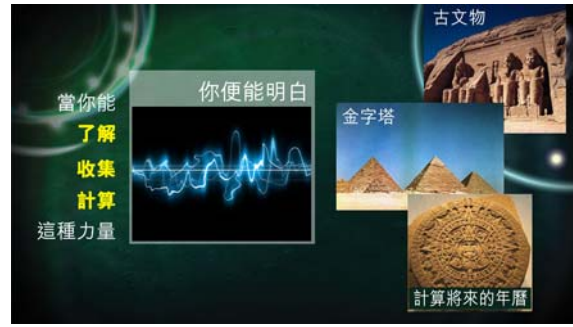 當你能
了解
收集
計算
這種力量
你便能明白
古文物
金字塔
計算將來的年曆